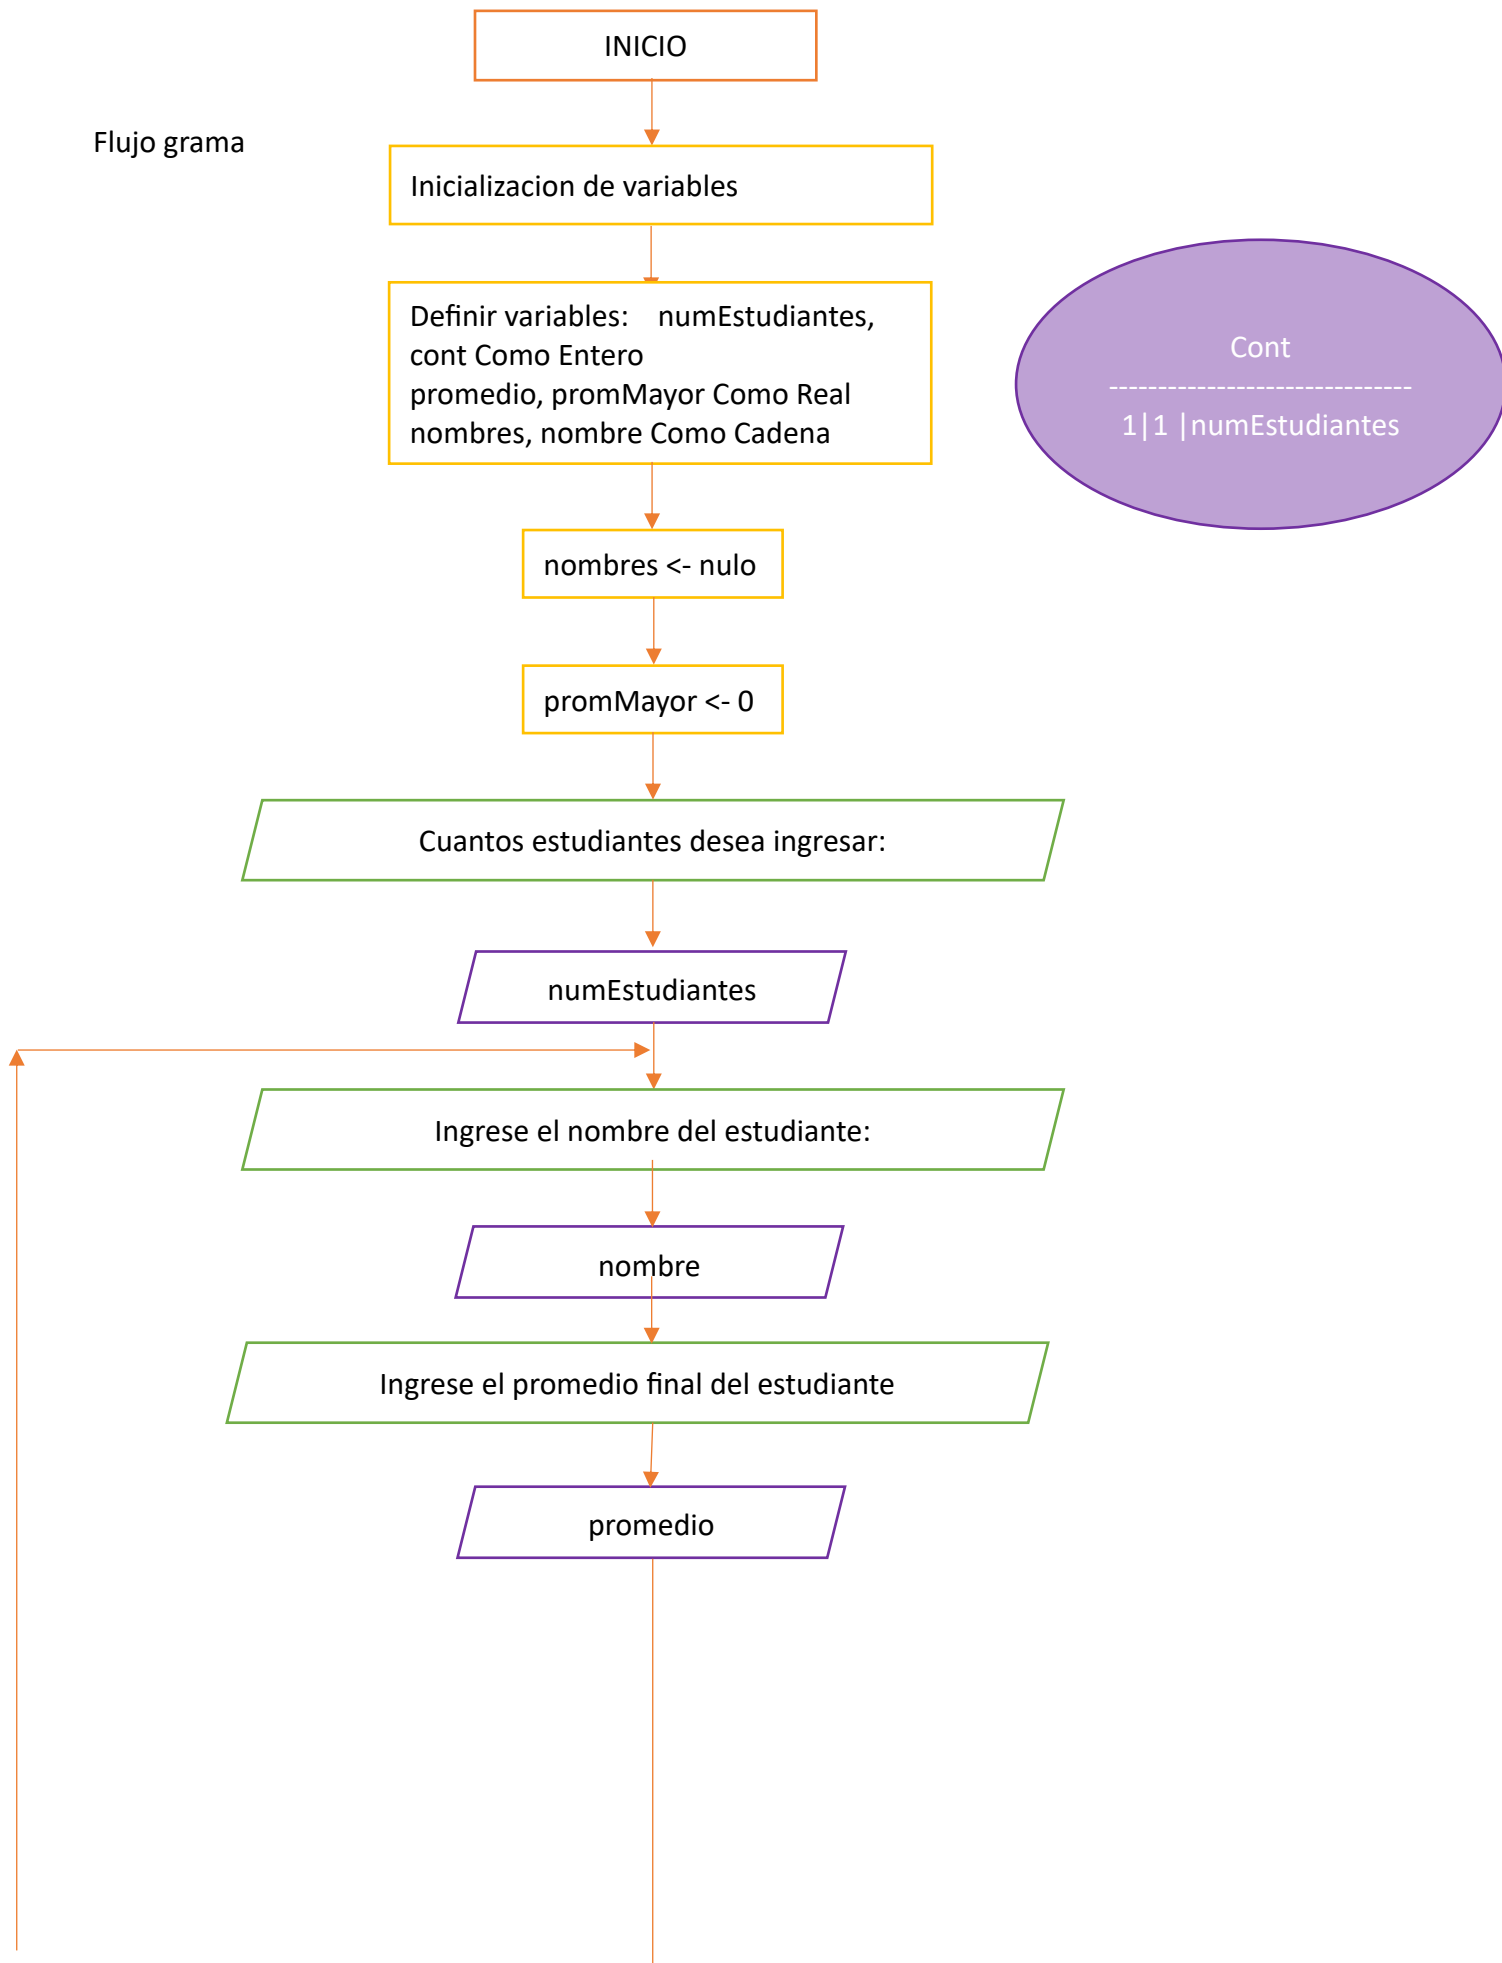 INICIO
Flujo grama
Inicializacion de variables
Definir variables:    numEstudiantes,
cont Como Entero
promedio, promMayor Como Real
nombres, nombre Como Cadena
Cont
-------------------------------
1|1 |numEstudiantes
nombres <- nulo
promMayor <- 0
Cuantos estudiantes desea ingresar:
numEstudiantes
Ingrese el nombre del estudiante:
nombre
Ingrese el promedio final del estudiante
promedio